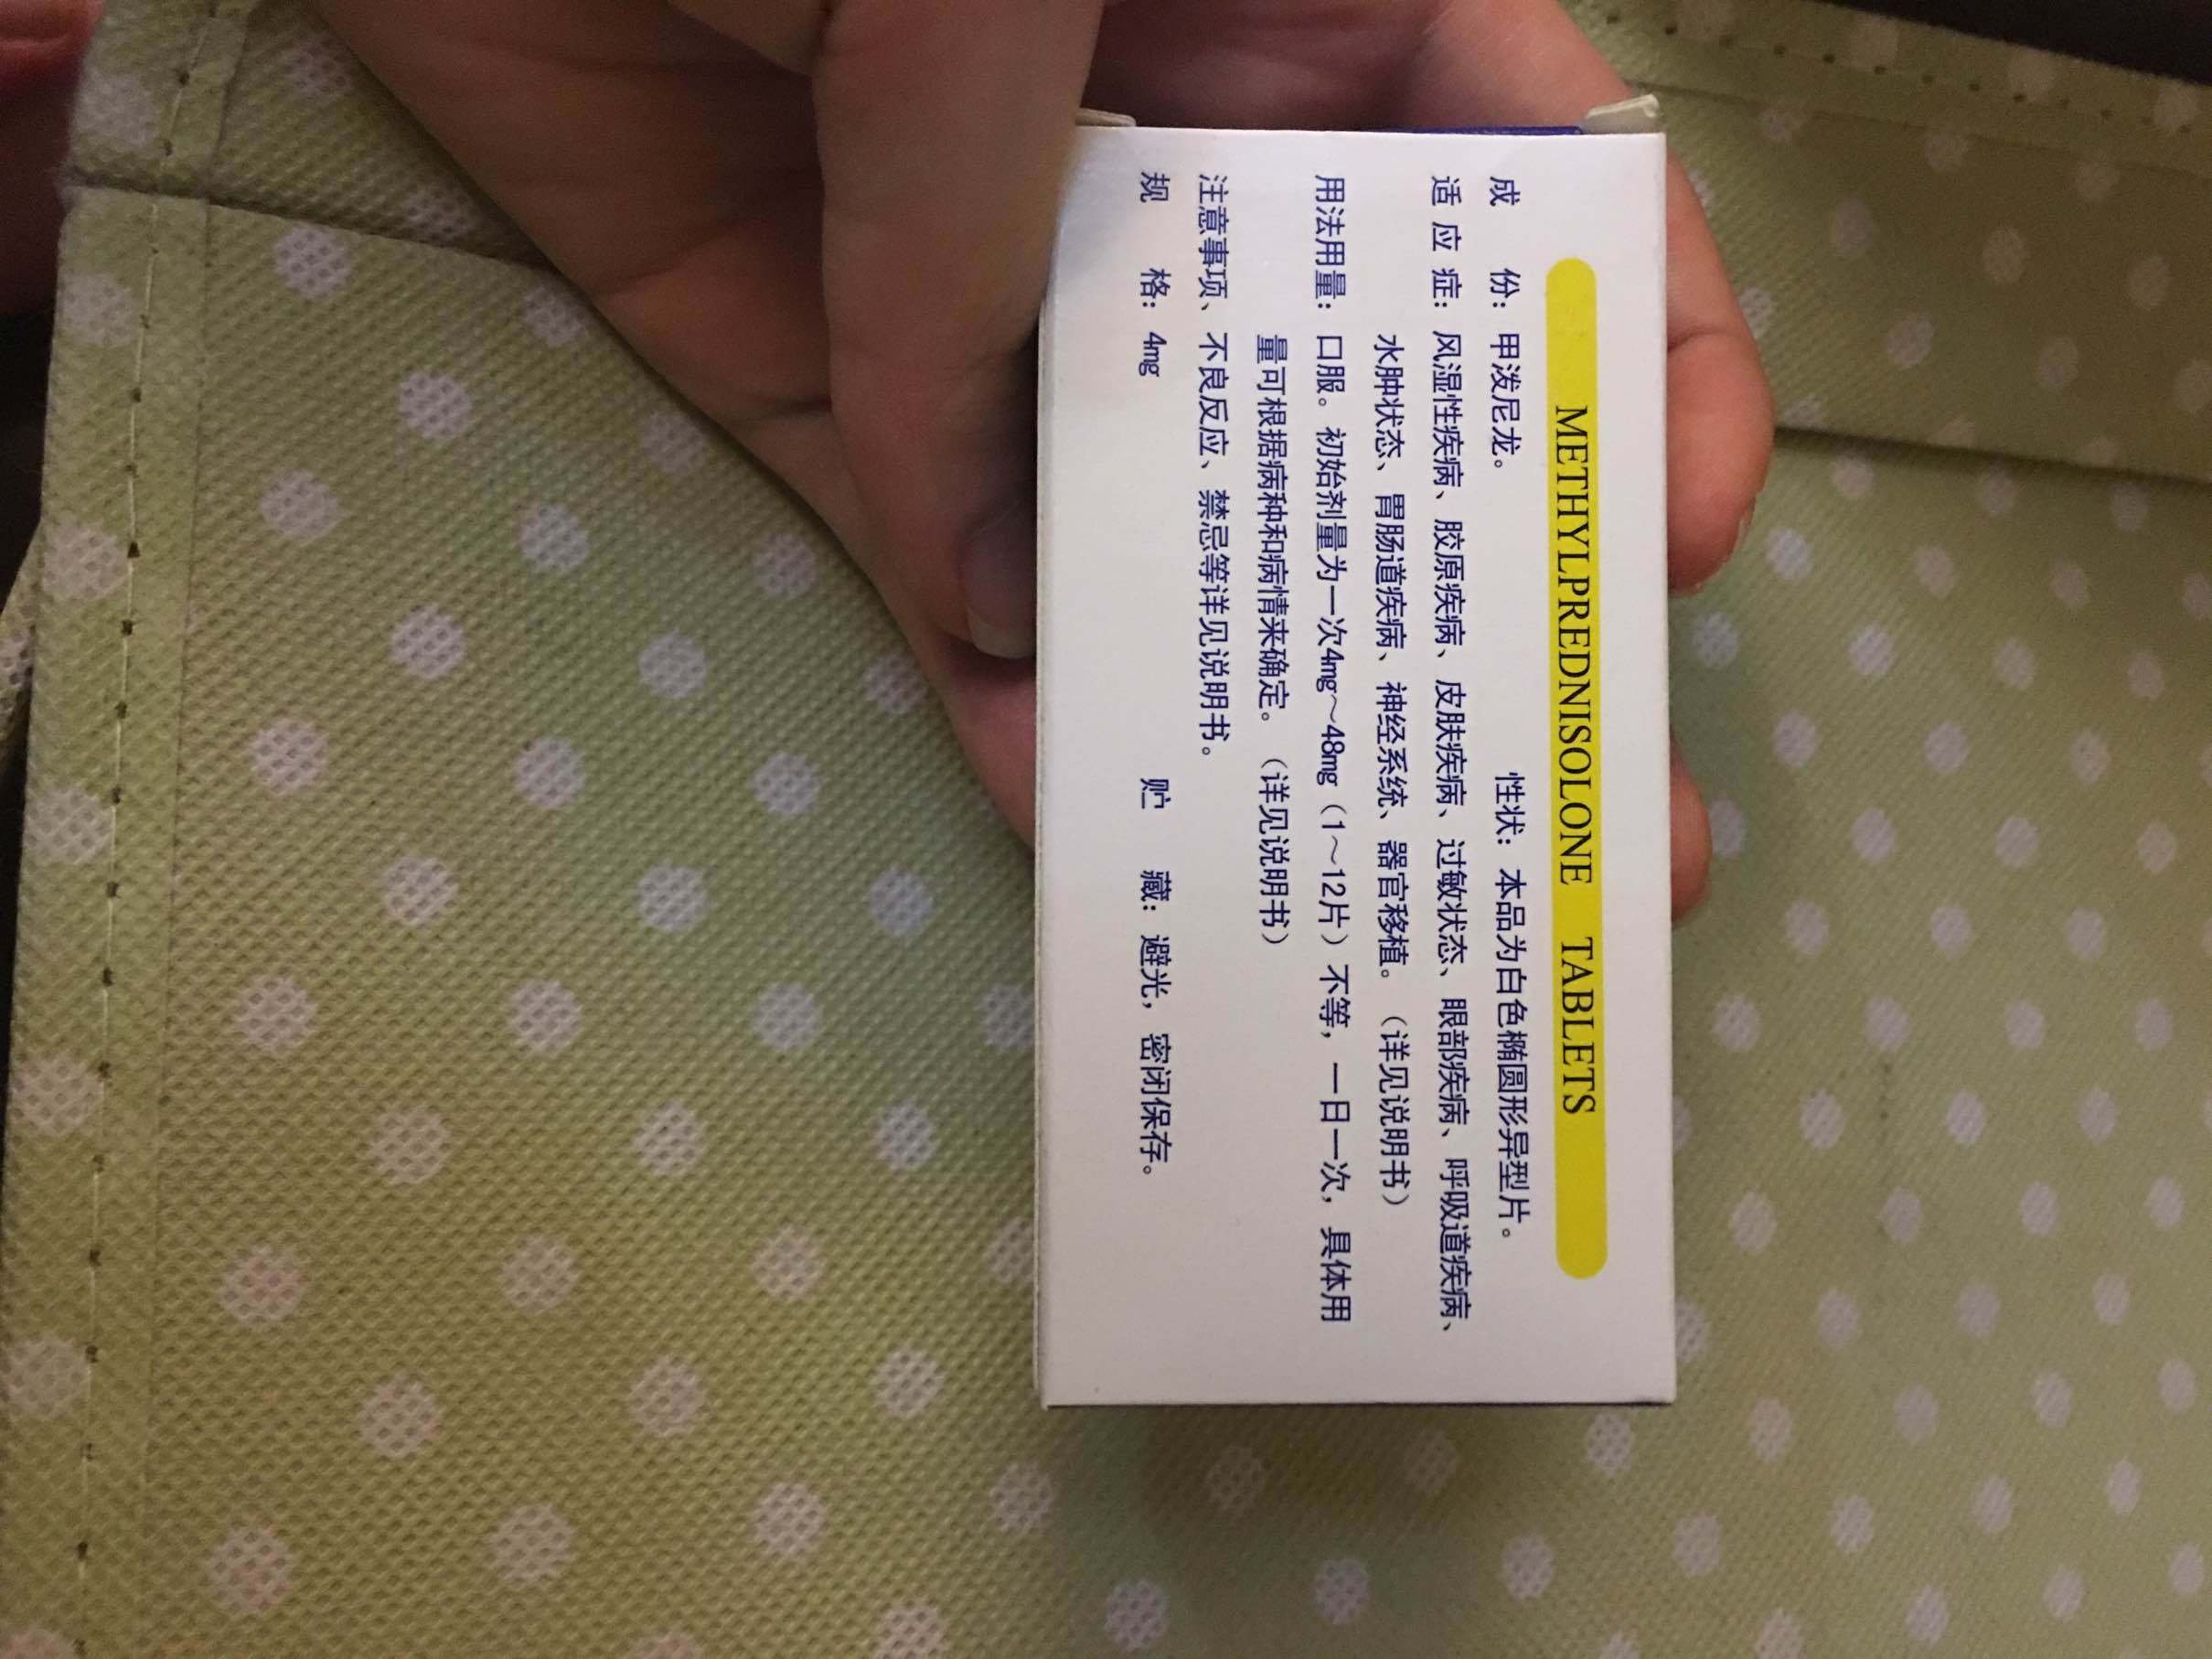 METHYLPREDNISOLONE TABLETS
成 份：甲泼尼龙。 性状：本品为白色椭圆形异型片。
适 应 症：风湿性疾病、胶原疾病、皮肤疾病、过敏状态、眼部疾病、呼吸道疾病、
水肿状态、胃肠道疾病、神经系统、器官移植。（详见说明书）
用法用量：口服。初始剂量为一次4mg～48mg（1～12片）不等，一日一次，具体用
量可根据病种和病情来确定。（详见说明书）
注意事项、不良反应、禁忌等详见说明书。
规 格：4mg 贮 藏：避光，密闭保存。